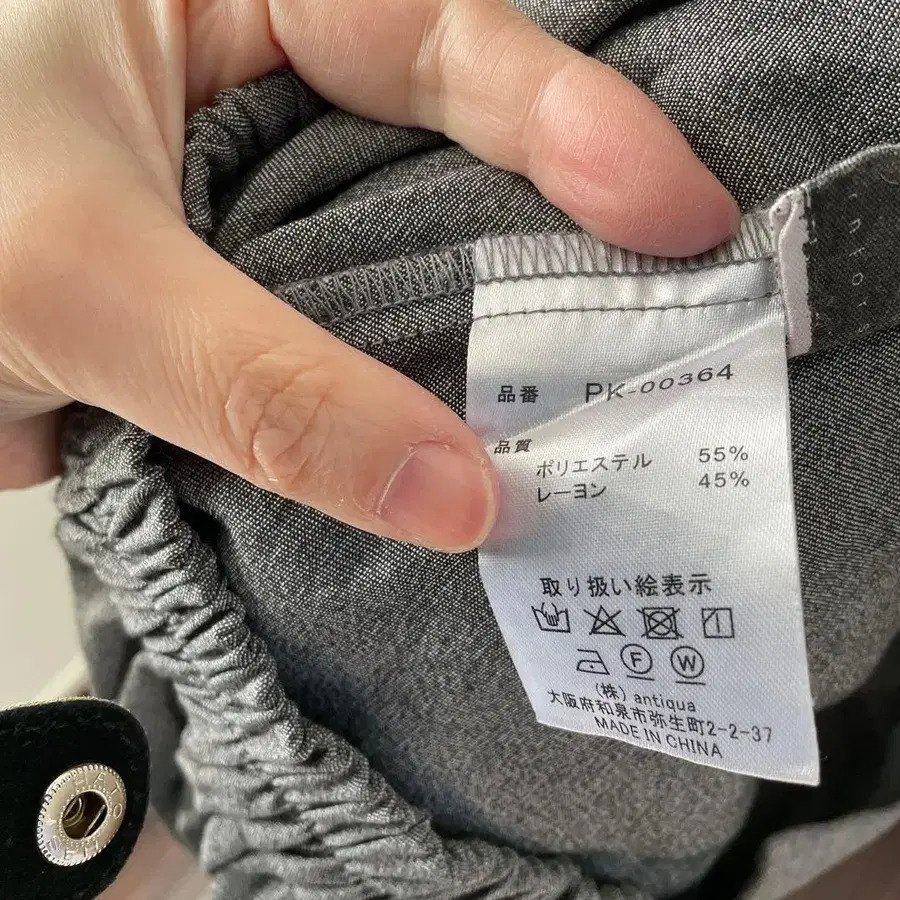 品番 PK-00364
品質
ポリエステル 55%
レーヨン 45%
取り扱い絵表示
F W
(株) antiqua
大阪府和泉市弥生町2-2-37
MADE IN CHINA